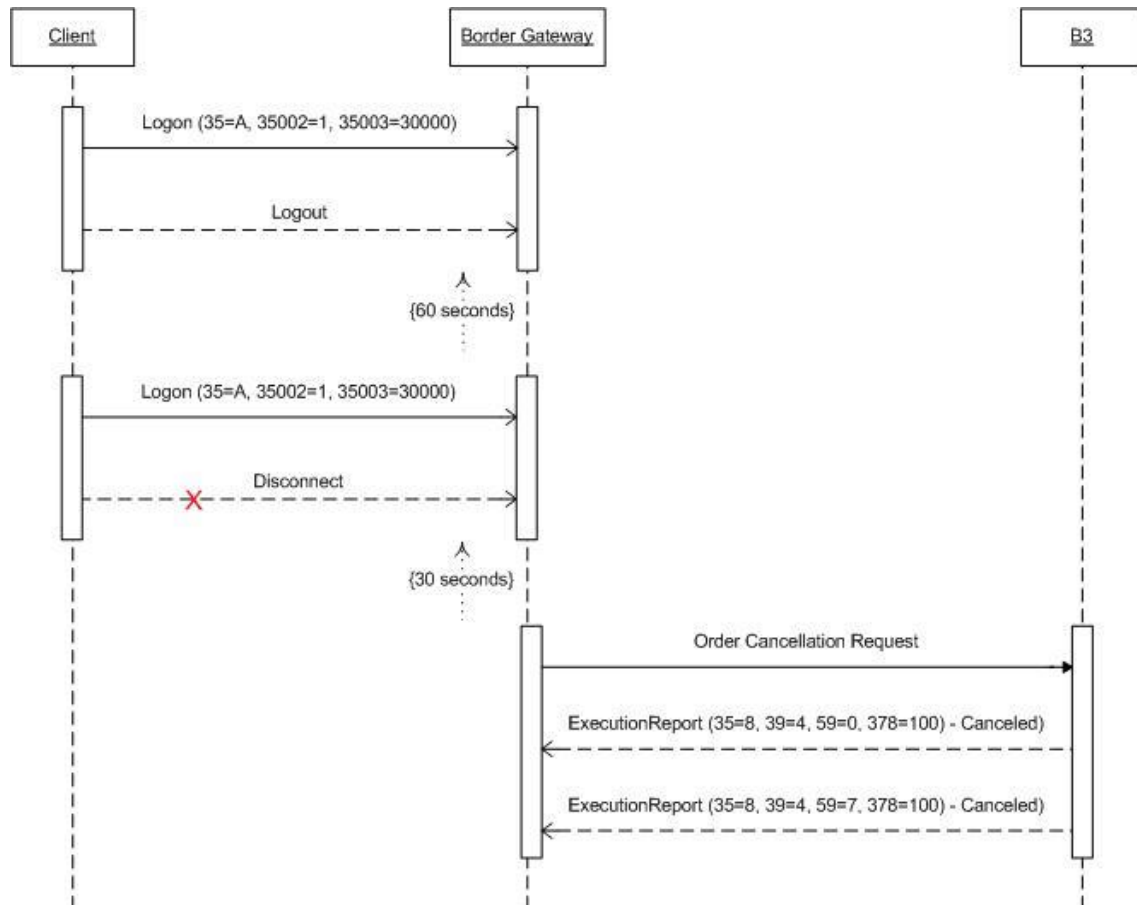 Client
Border Gateway
B3
Logon (35=A, 35002=1, 35003=30000)
Logout
{60 seconds}
Logon (35=A, 35002=1, 35003=30000)
Disconnect
{30 seconds}
Order Cancellation Request
ExecutionReport (35=8, 39=4, 59=0, 378=100) - Canceled)
ExecutionReport (35=8, 39=4, 59=7, 378=100) - Canceled)